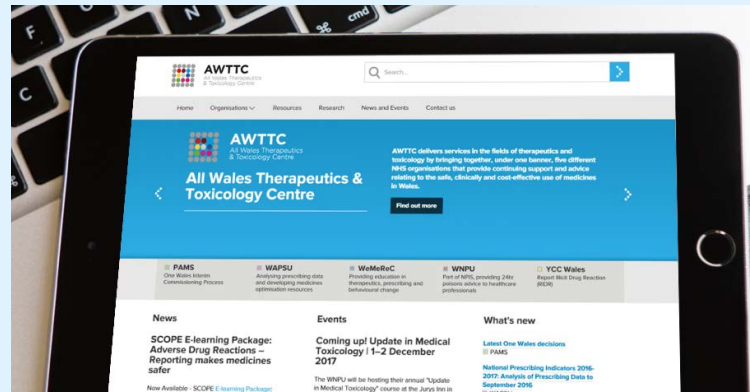 F
C
cmd
AWTTC
All Wales Therapeutics
& Toxicology Centre
Search...
Home Organisations Resources Research News and Events Contact us
AWTTC
All Wales Therapeutics
& Toxicology Centre
All Wales Therapeutics &
Toxicology Centre
AWTTC delivers services in the fields of therapeutics and
toxicology by bringing together, under one banner, five different
NHS organisations that provide continuing support and advice
relating to the safe, clinically and cost-effective use of medicines
in Wales.
Find out more
PAMS
One Wales Interim
Commissioning Process
WAPSU
Analysing prescribing data
and developing medicines
optimisation resources
WeMeReC
Providing education in
therapeutics, prescribing and
behavioural change
WNPU
Part of NPIS, providing 24hr
poisons advice to healthcare
professionals
YCC Wales
Report Illicit Drug Reaction
(RIDR)
News
SCOPE E-learning Package:
Adverse Drug Reactions –
Reporting makes medicines
safer
Now Available - SCOPE E-learning Package:
Events
Coming up! Update in Medical
Toxicology | 1–2 December
2017
The WNPU will be hosting their annual "Update
in Medical Toxicology" course at the Jurys Inn in
What's new
Latest One Wales decisions
PAMS
National Prescribing Indicators 2016-
2017: Analysis of Prescribing Data to
September 2016
WAPSU